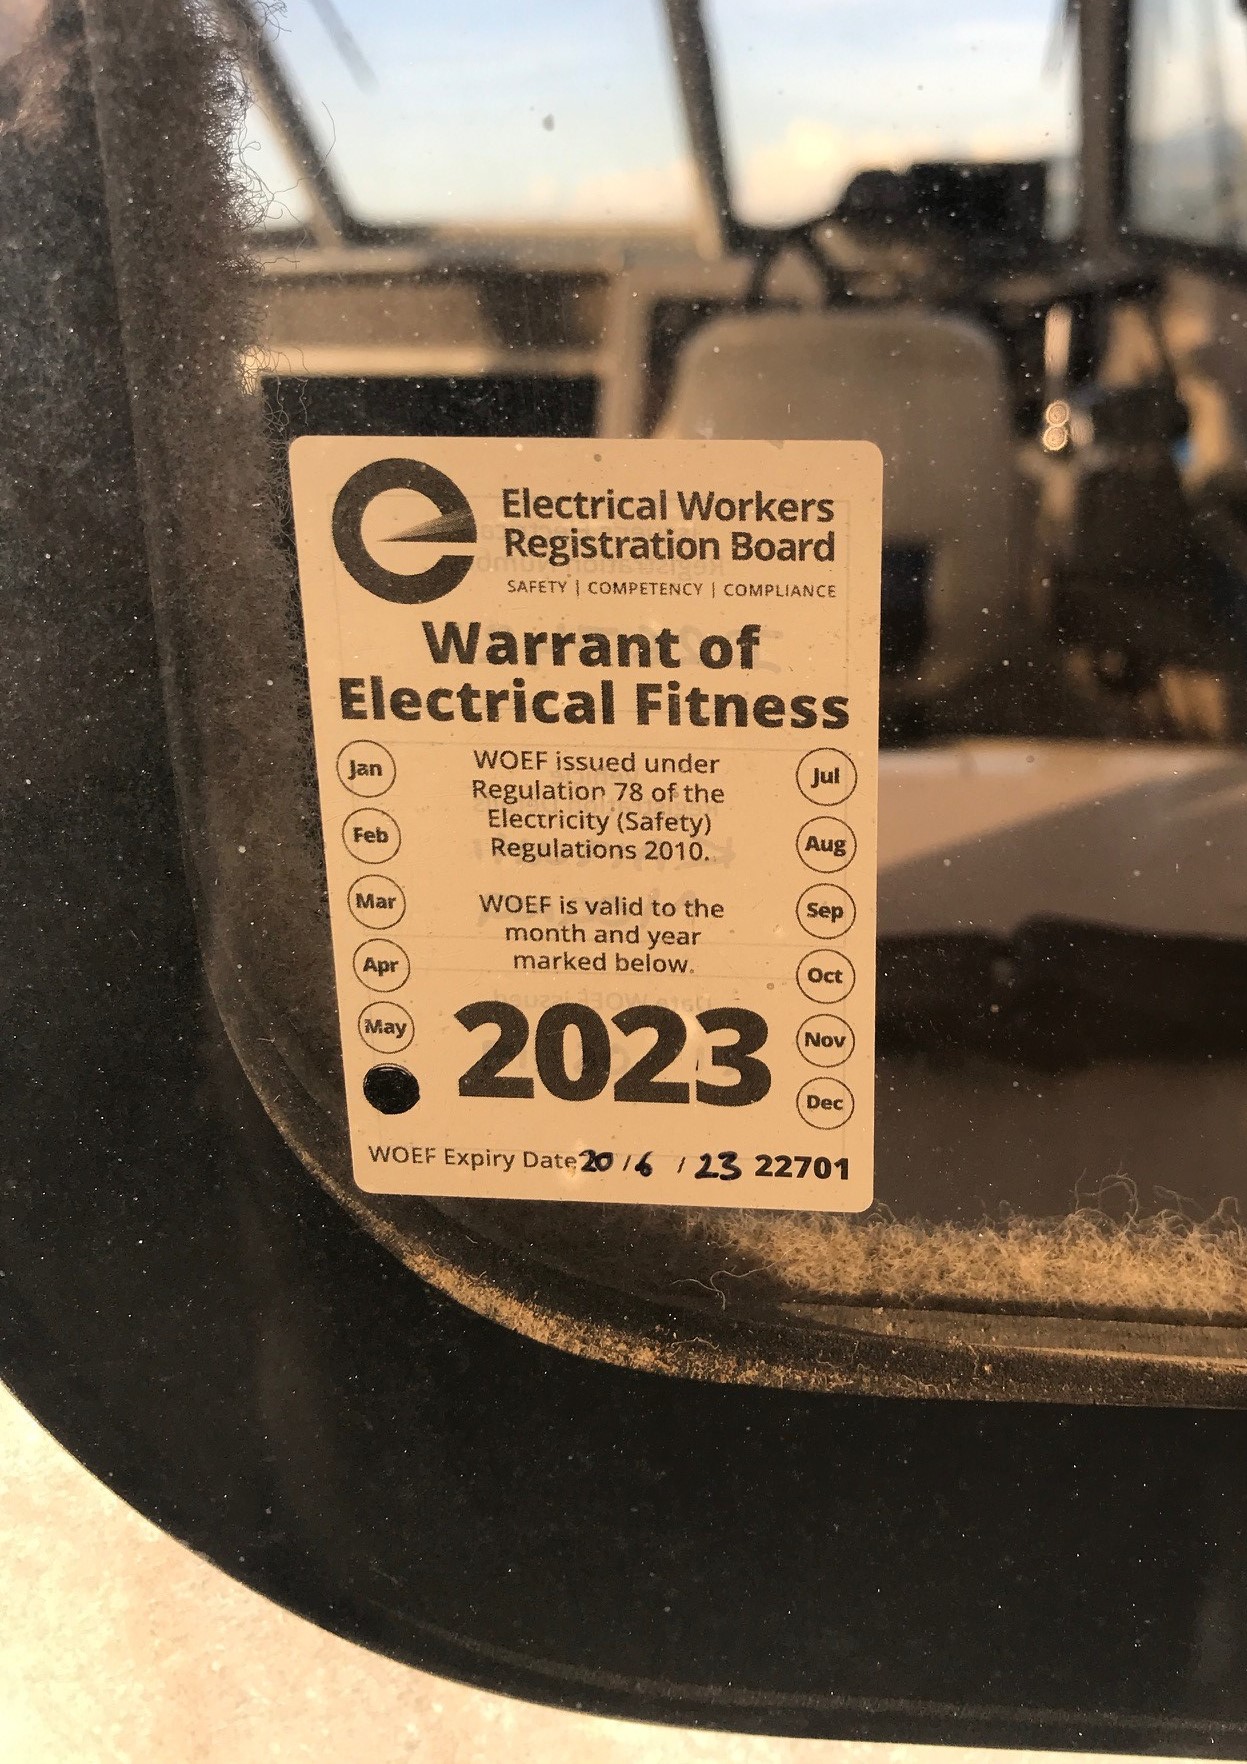 Electrical Workers
Registration Board
SAFETY | COMPETENCY | COMPLIANCE
Warrant of
Electrical Fitness
Jan
Feb
Mar
Apr
May
WOEF issued under
Regulation 78 of the
Electricity (Safety)
Regulations 2010.
WOEF is valid to the
month and year
marked below.
2023
Jul
Aug
Sep
Oct
Nov
Dec
WOEF Expiry Date 20 / 6 / 23 22701